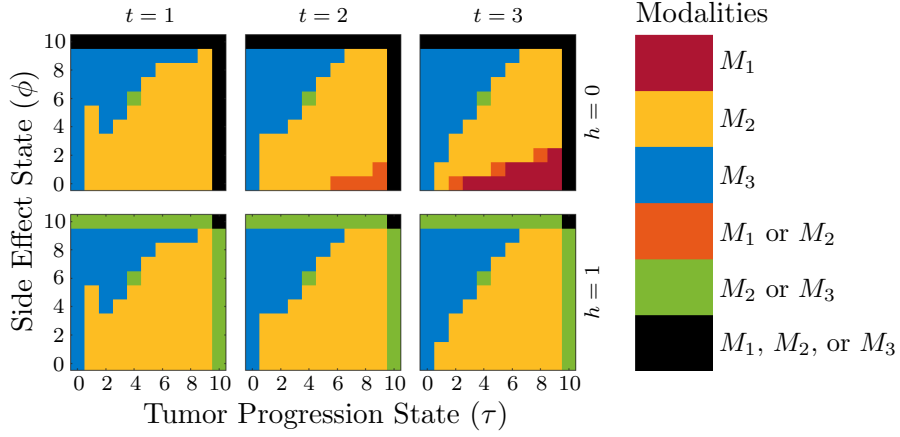 t = 1
t = 2
t = 3
Modalities
10
8
6
4
2
0
h = 0
10
8
6
4
2
0
h = 1
0 2 4 6 8 10
0 2 4 6 8 10
0 2 4 6 8 10
Side Effect State (ϕ)
Tumor Progression State (τ)
M₁
M₂
M₃
M₁ or M₂
M₂ or M₃
M₁, M₂, or M₃